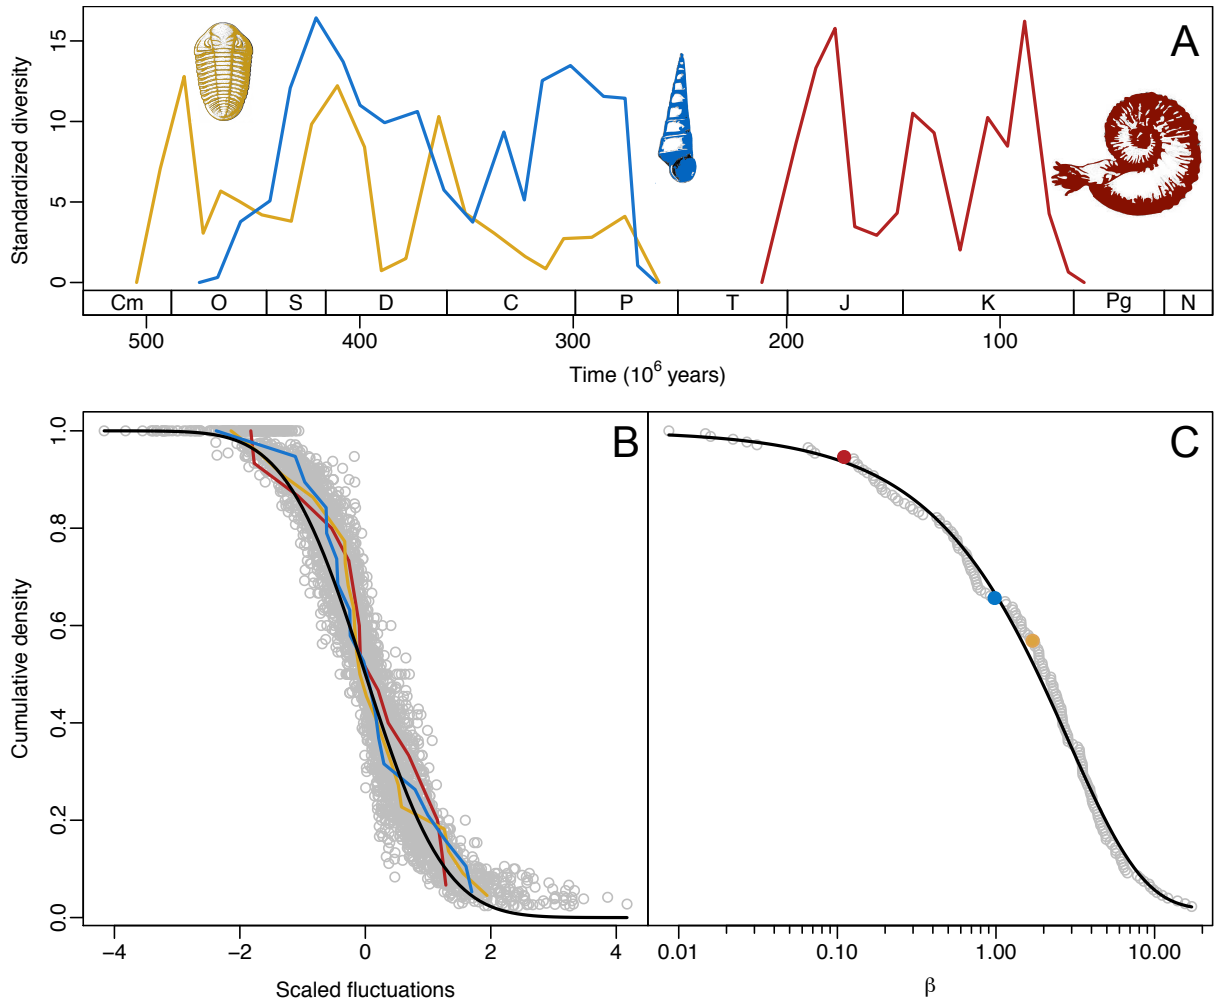 A
Standardized diversity
15
10
5
0
Cm O S D C P T J K Pg N
500 400 300 200 100
Time (10⁶ years)
B
Cumulative density
1.0
0.8
0.6
0.4
0.2
0.0
−4 −2 0 2 4
Scaled fluctuations
C
0.01 0.10 1.00 10.00
β